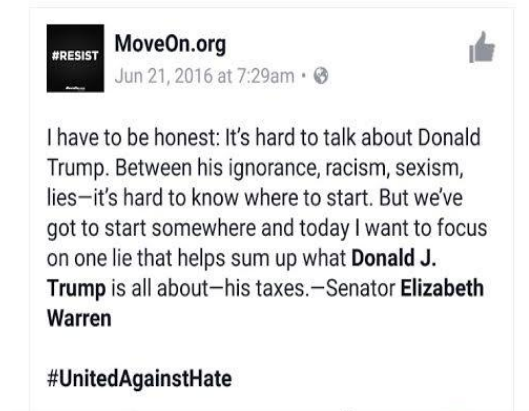 #RESIST
MoveOn.org
Jun 21, 2016 at 7:29am •
I have to be honest: It's hard to talk about Donald
Trump. Between his ignorance, racism, sexism,
lies—it's hard to know where to start. But we've
got to start somewhere and today I want to focus
on one lie that helps sum up what Donald J.
Trump is all about—his taxes.—Senator Elizabeth
Warren
#UnitedAgainstHate